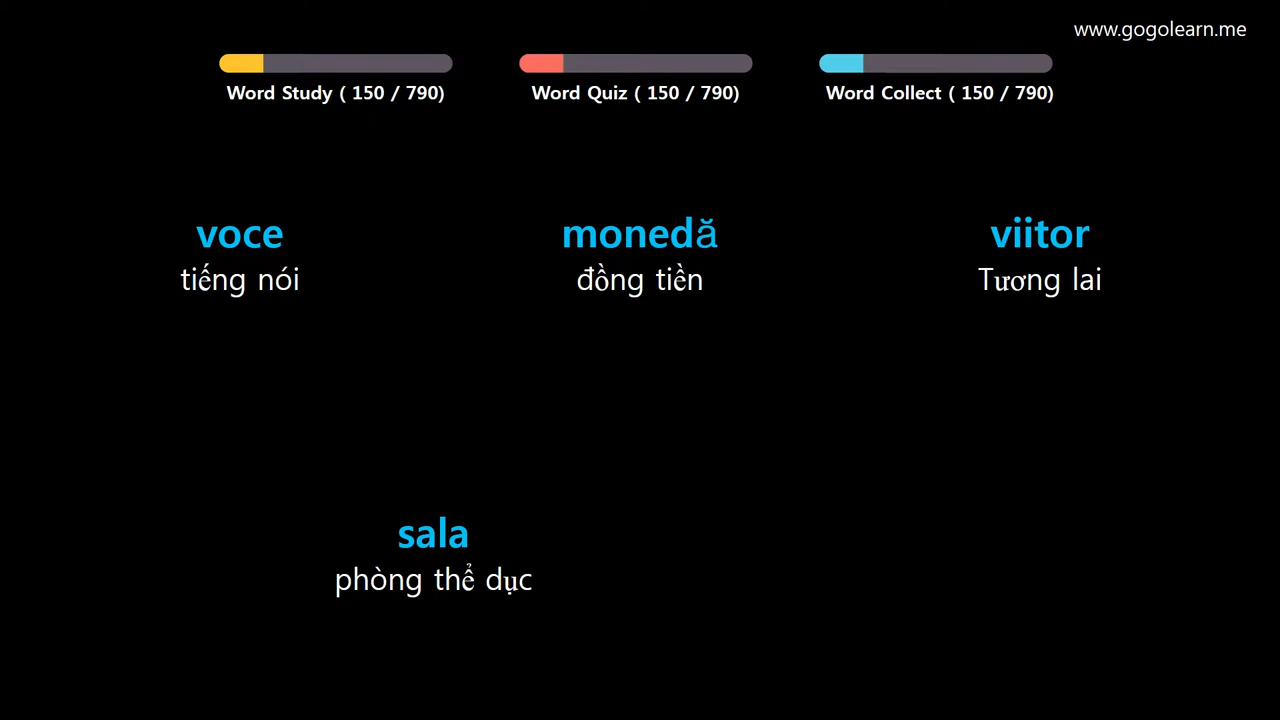 www.gogolearn.me
Word Study ( 150 / 790)
Word Quiz ( 150 / 790)
Word Collect ( 150 / 790)
voce
tiếng nói
monedă
đồng tiền
viitor
Tương lai
sala
phòng thể dục